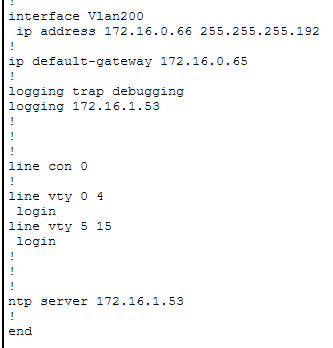 !
interface Vlan200
 ip address 172.16.0.66 255.255.255.192
!
ip default-gateway 172.16.0.65
!
logging trap debugging
logging 172.16.1.53
!
!
!
line con 0
!
line vty 0 4
 login
line vty 5 15
 login
!
!
!
ntp server 172.16.1.53
!
end